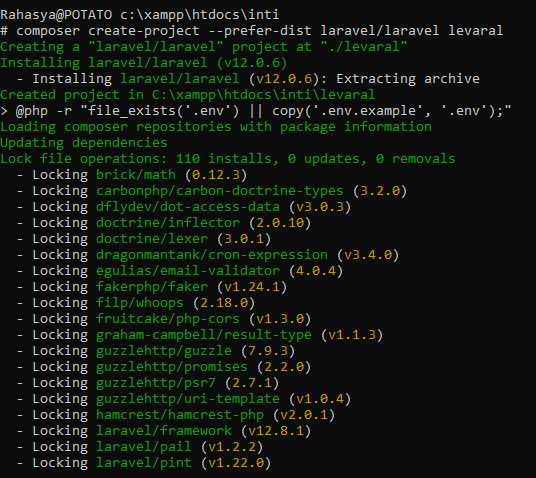 Rahasya@POTATO c:\xampp\htdocs\inti
# composer create-project --prefer-dist laravel/laravel levaral
Creating a "laravel/laravel" project at "./levaral"
Installing laravel/laravel (v12.0.6)
  - Installing laravel/laravel (v12.0.6): Extracting archive
Created project in C:\xampp\htdocs\inti\levaral
> @php -r "file_exists('.env') || copy('.env.example', '.env');"
Loading composer repositories with package information
Updating dependencies
Lock file operations: 110 installs, 0 updates, 0 removals
  - Locking brick/math (0.12.3)
  - Locking carbonphp/carbon-doctrine-types (3.2.0)
  - Locking dflydev/dot-access-data (v3.0.3)
  - Locking doctrine/inflector (2.0.10)
  - Locking doctrine/lexer (3.0.1)
  - Locking dragonmantank/cron-expression (v3.4.0)
  - Locking egulias/email-validator (4.0.4)
  - Locking fakerphp/faker (v1.24.1)
  - Locking filp/whoops (2.18.0)
  - Locking fruitcake/php-cors (v1.3.0)
  - Locking graham-campbell/result-type (v1.1.3)
  - Locking guzzlehttp/guzzle (7.9.3)
  - Locking guzzlehttp/promises (2.2.0)
  - Locking guzzlehttp/psr7 (2.7.1)
  - Locking guzzlehttp/uri-template (v1.0.4)
  - Locking hamcrest/hamcrest-php (v2.0.1)
  - Locking laravel/framework (v12.8.1)
  - Locking laravel/pail (v1.2.2)
  - Locking laravel/pint (v1.22.0)